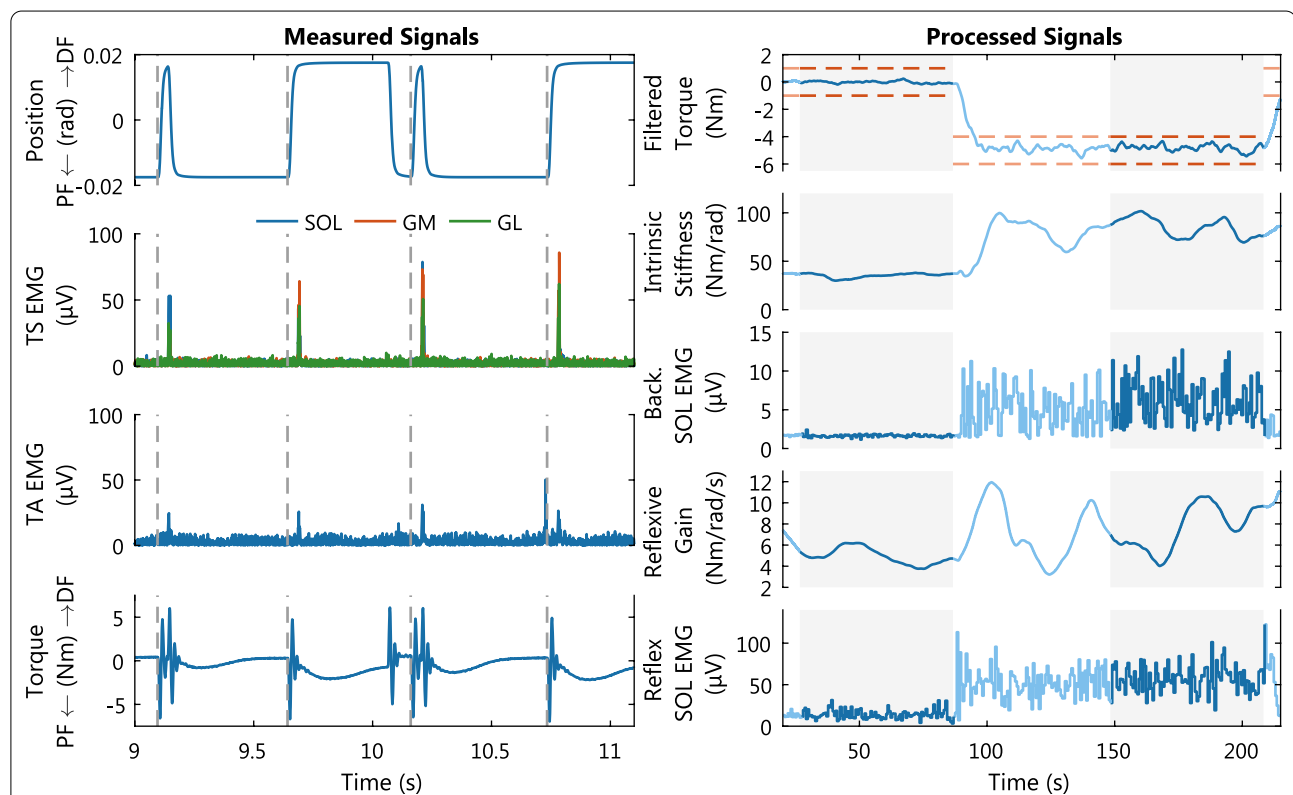 Measured Signals
PF ← (rad) → DF
Position
0.02
0
-0.02
SOL GM GL
TS EMG
(µV)
100
50
0
TA EMG
(µV)
100
50
0
PF ← (Nm) → DF
Torque
5
0
-5
9 9.5 10 10.5 11
Time (s)
Processed Signals
Filtered
Torque
(Nm)
2
0
-2
-4
-6
Intrinsic
Stiffness
(Nm/rad)
100
50
0
Back.
SOL EMG
(µV)
15
10
5
0
Reflexive
Gain
(Nm/rad/s)
12
10
8
6
4
2
Reflex
SOL EMG
(µV)
100
50
0
50 100 150 200
Time (s)